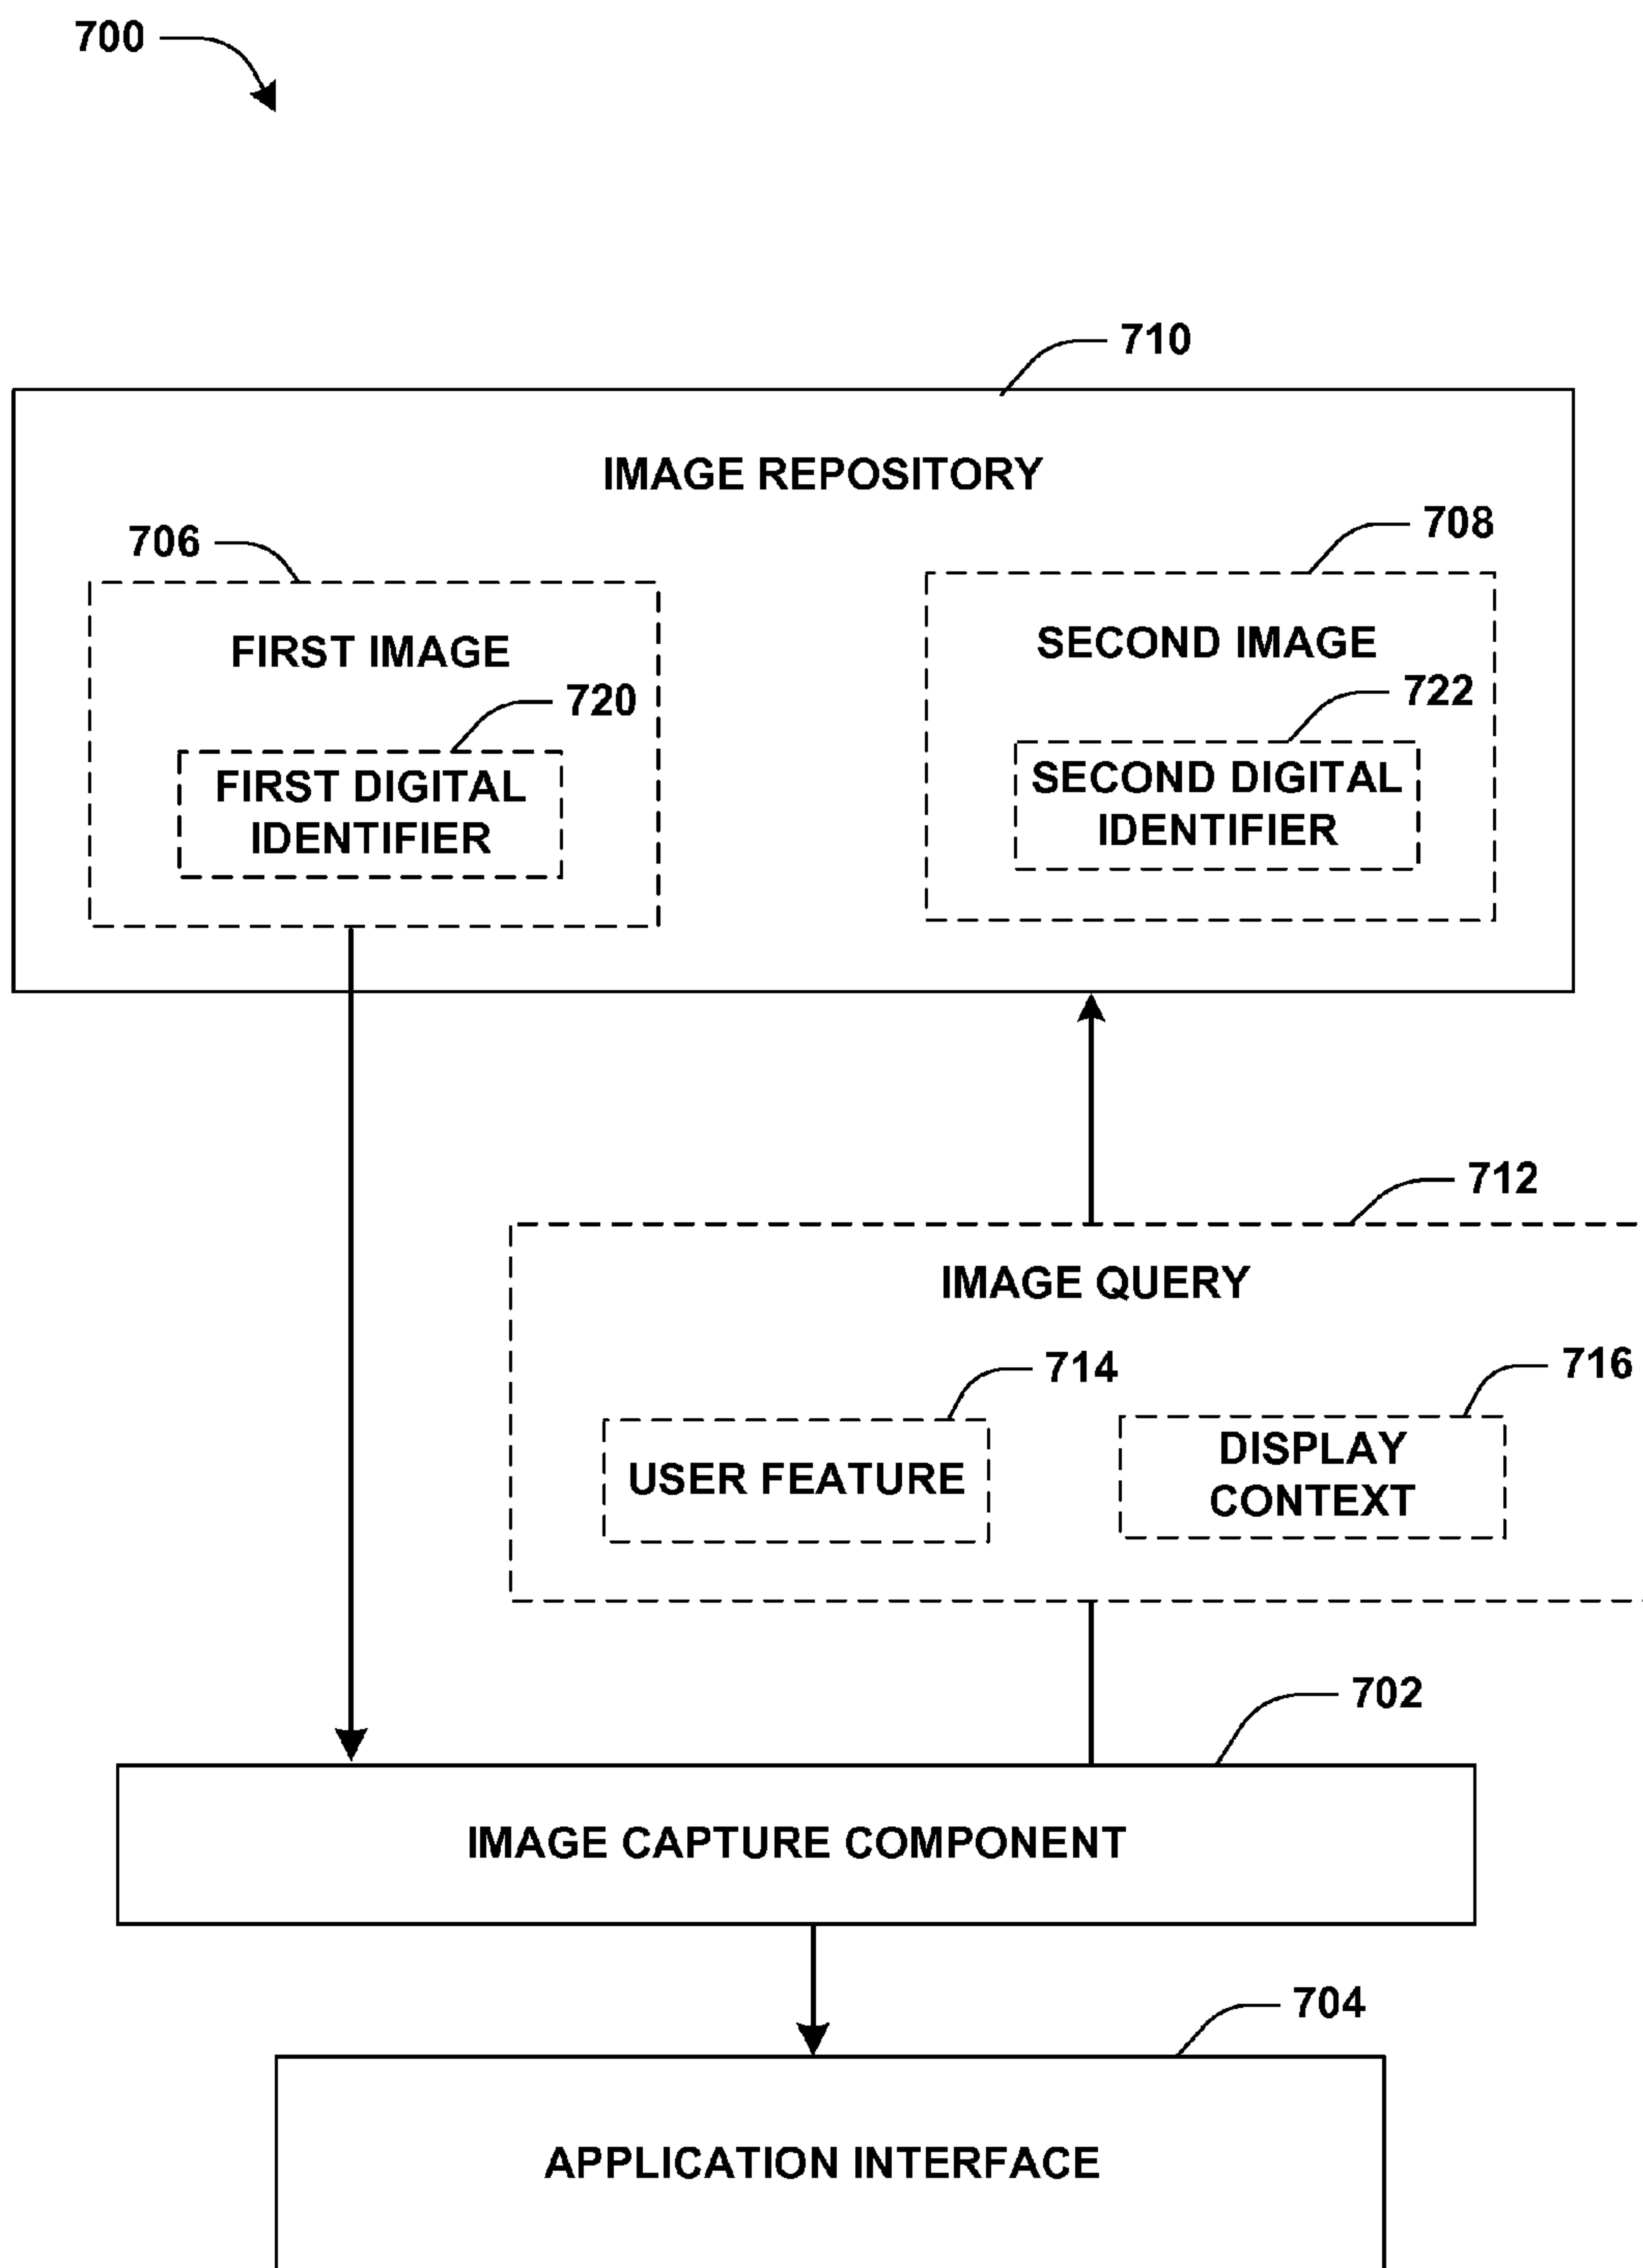 700
710
IMAGE REPOSITORY
706
708
FIRST IMAGE
SECOND IMAGE
720
722
FIRST DIGITAL
IDENTIFIER
SECOND DIGITAL
IDENTIFIER
712
IMAGE QUERY
714
716
USER FEATURE
DISPLAY
CONTEXT
702
IMAGE CAPTURE COMPONENT
704
APPLICATION INTERFACE